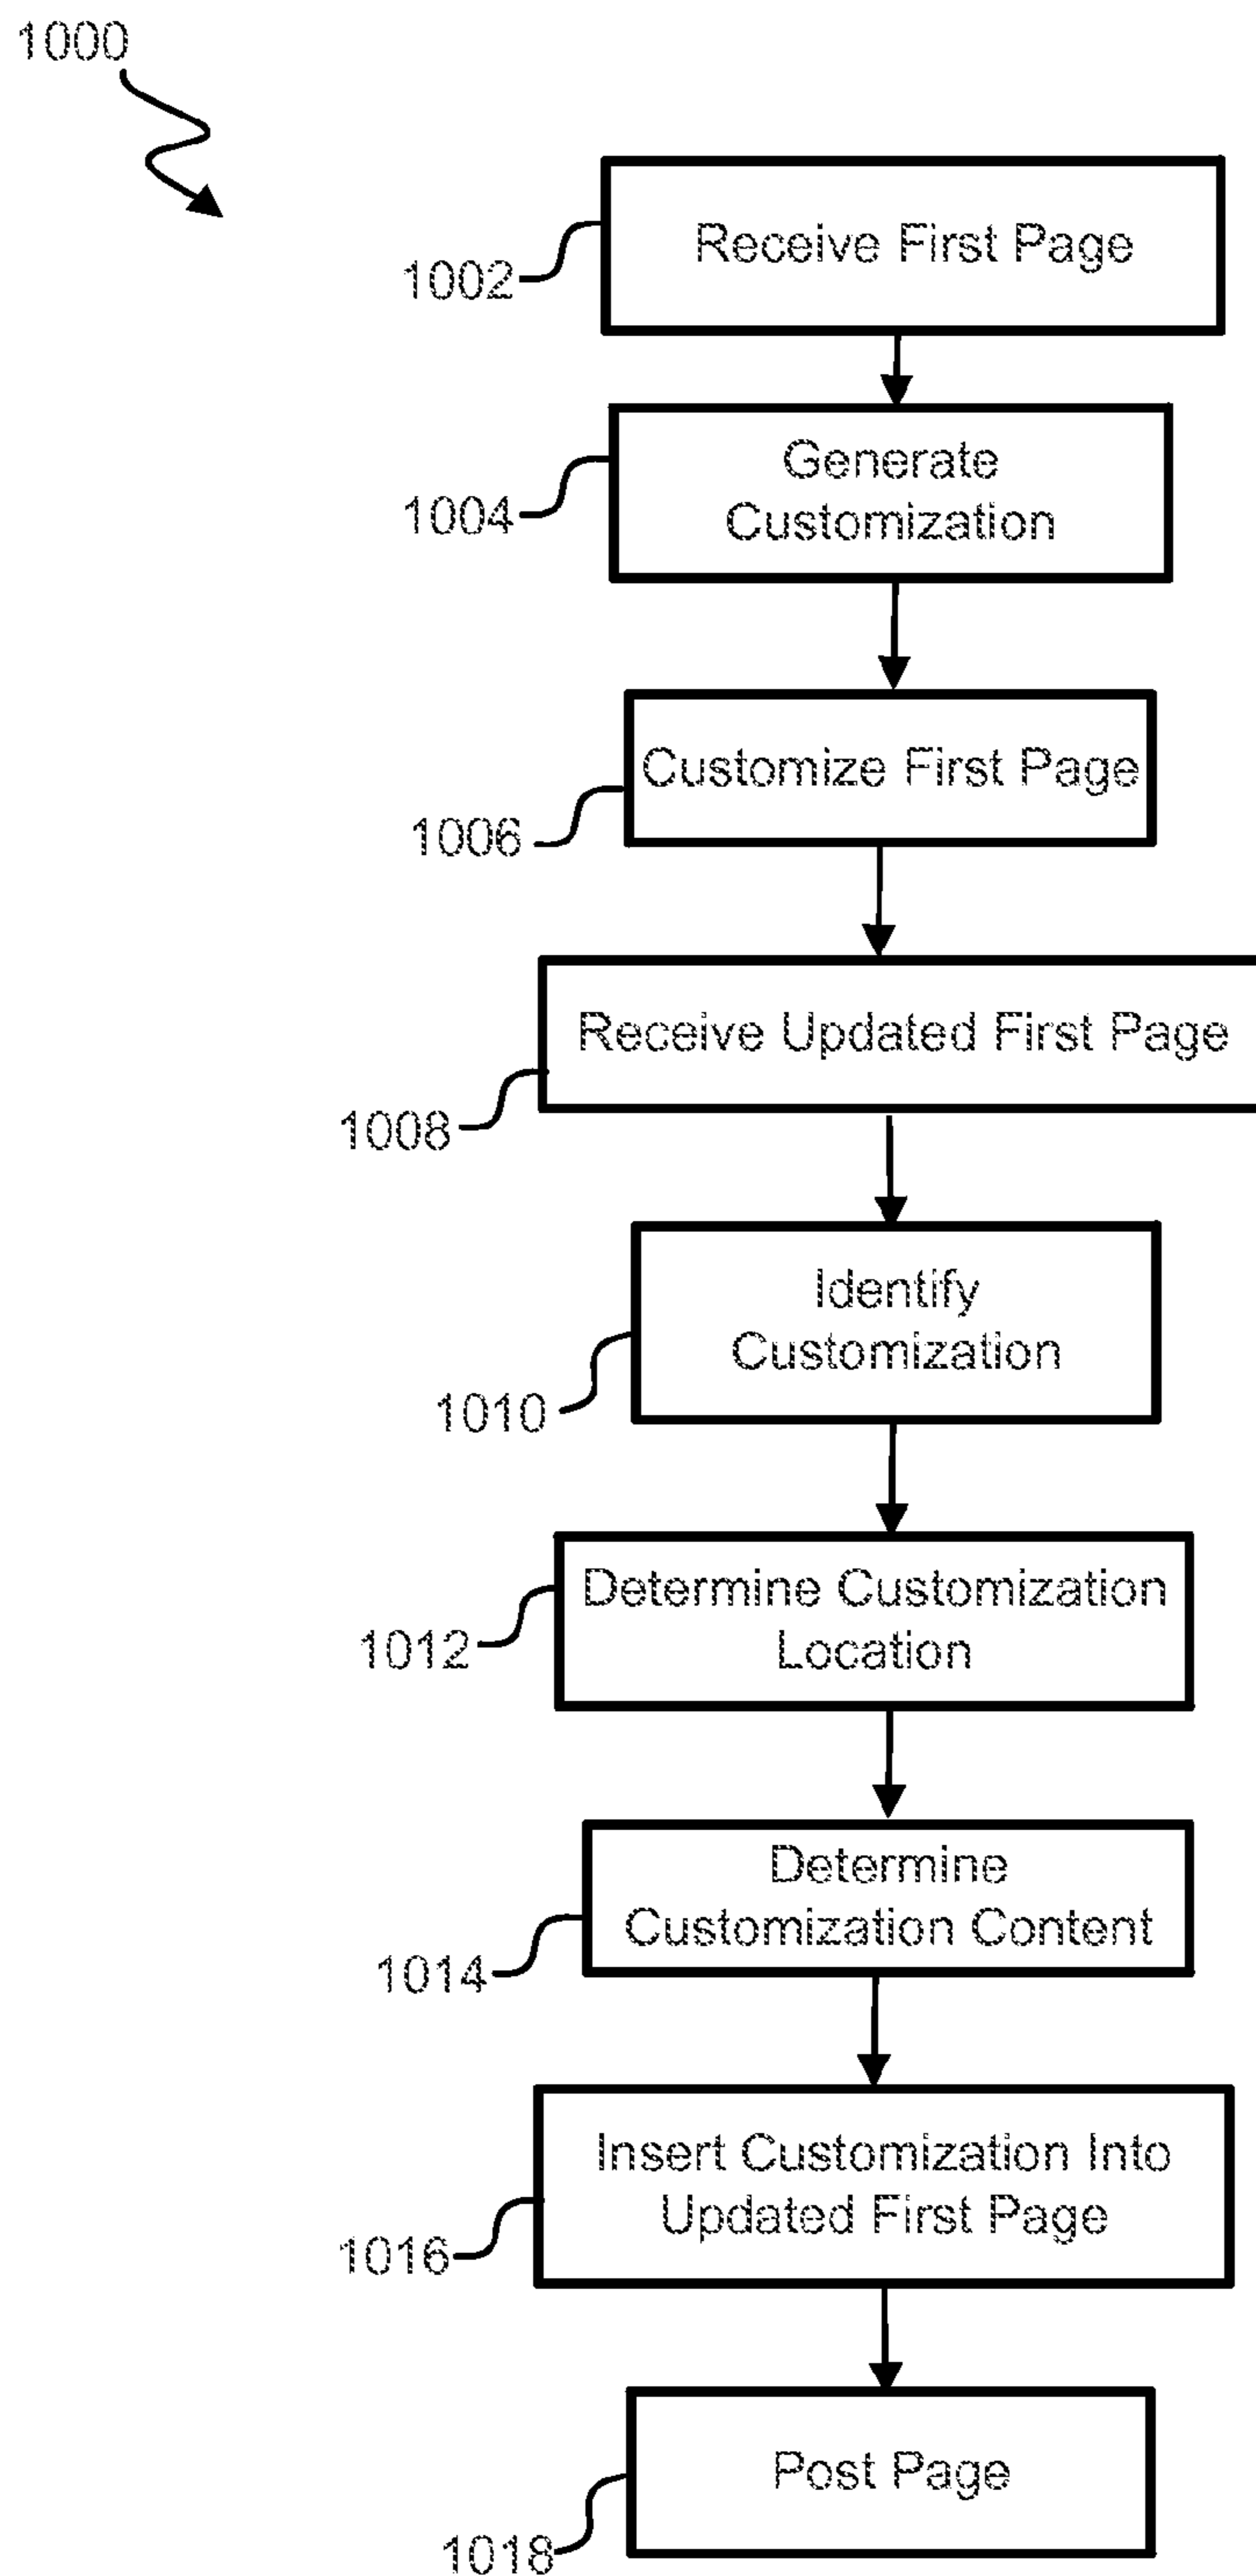 1000
Receive First Page
1002
Generate
Customization
1004
Customize First Page
1006
Receive Updated First Page
1008
Identify
Customization
1010
Determine Customization
Location
1012
Determine
Customization Content
1014
Insert Customization Into
Updated First Page
1016
Post Page
1018